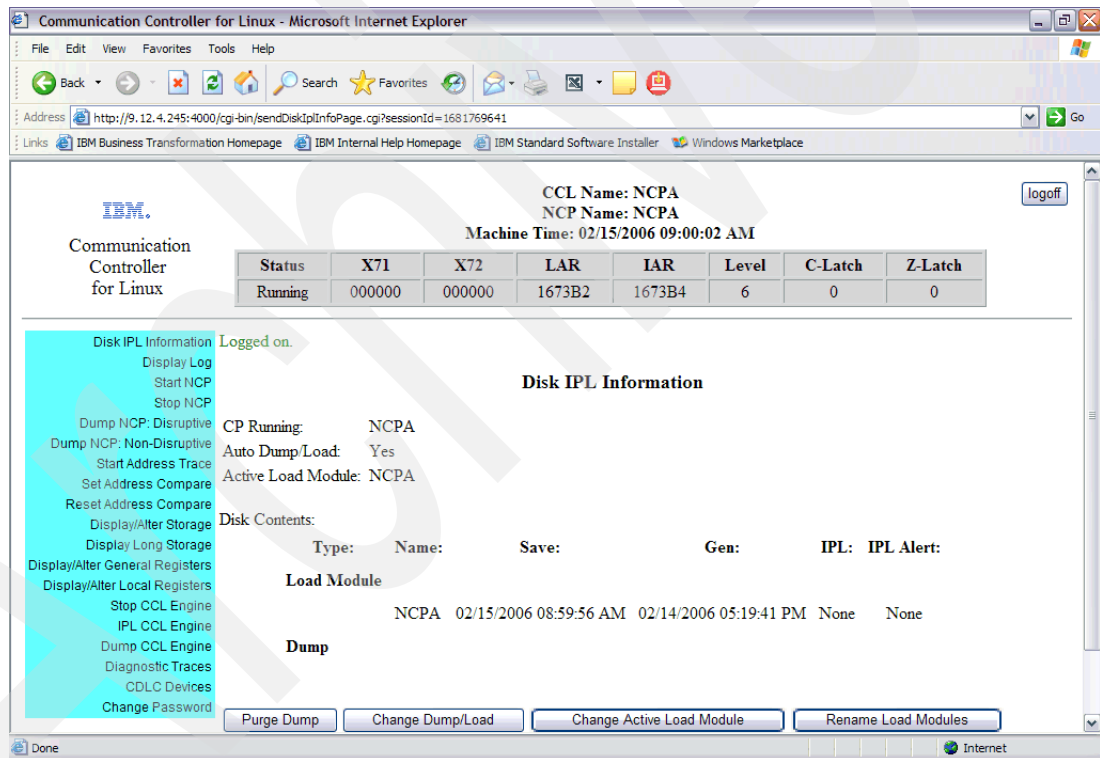 Communication Controller for Linux - Microsoft Internet Explorer
File Edit View Favorites Tools Help
Back Search Favorites
Address http://9.12.4.245:4000/cgi-bin/sendDiskIplInfoPage.cgi?sessionId=1681769641 Go
Links IBM Business Transformation Homepage IBM Internal Help Homepage IBM Standard Software Installer Windows Marketplace
CCL Name: NCPA
NCP Name: NCPA
Machine Time: 02/15/2006 09:00:02 AM
logoff
IBM.
Communication
Controller
for Linux
Status X71 X72 LAR IAR Level C-Latch Z-Latch
Running 000000 000000 1673B2 1673B4 6 0 0
Disk IPL Information
Display Log
Start NCP
Stop NCP
Dump NCP: Disruptive
Dump NCP: Non-Disruptive
Start Address Trace
Set Address Compare
Reset Address Compare
Display/Alter Storage
Display Long Storage
Display/Alter General Registers
Display/Alter Local Registers
Stop CCL Engine
IPL CCL Engine
Dump CCL Engine
Diagnostic Traces
CDLC Devices
Change Password
Logged on.
Disk IPL Information
CP Running: NCPA
Auto Dump/Load: Yes
Active Load Module: NCPA
Disk Contents:
Type: Name: Save: Gen: IPL: IPL Alert:
Load Module
NCPA 02/15/2006 08:59:56 AM 02/14/2006 05:19:41 PM None None
Dump
Purge Dump Change Dump/Load Change Active Load Module Rename Load Modules
Done Internet